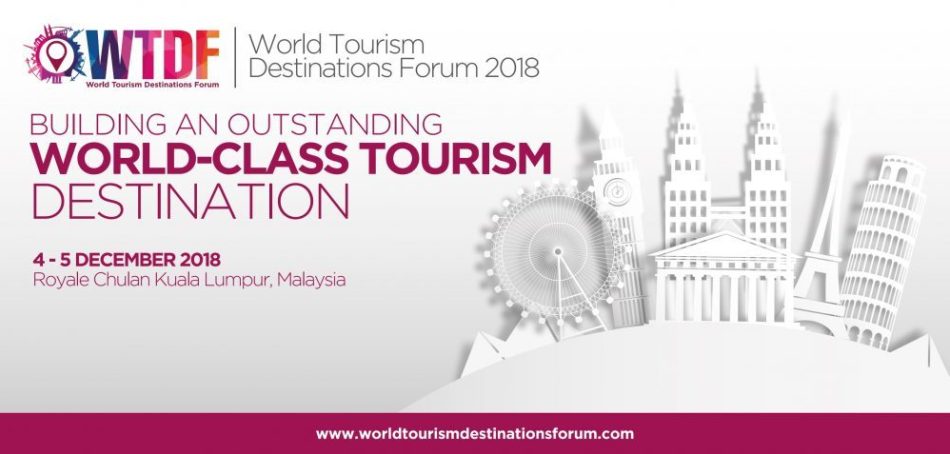 WTDF
World Tourism Destinations Forum
World Tourism
Destinations Forum 2018
BUILDING AN OUTSTANDING
WORLD-CLASS TOURISM
DESTINATION
4 - 5 DECEMBER 2018
Royale Chulan Kuala Lumpur, Malaysia
www.worldtourismdestinationsforum.com